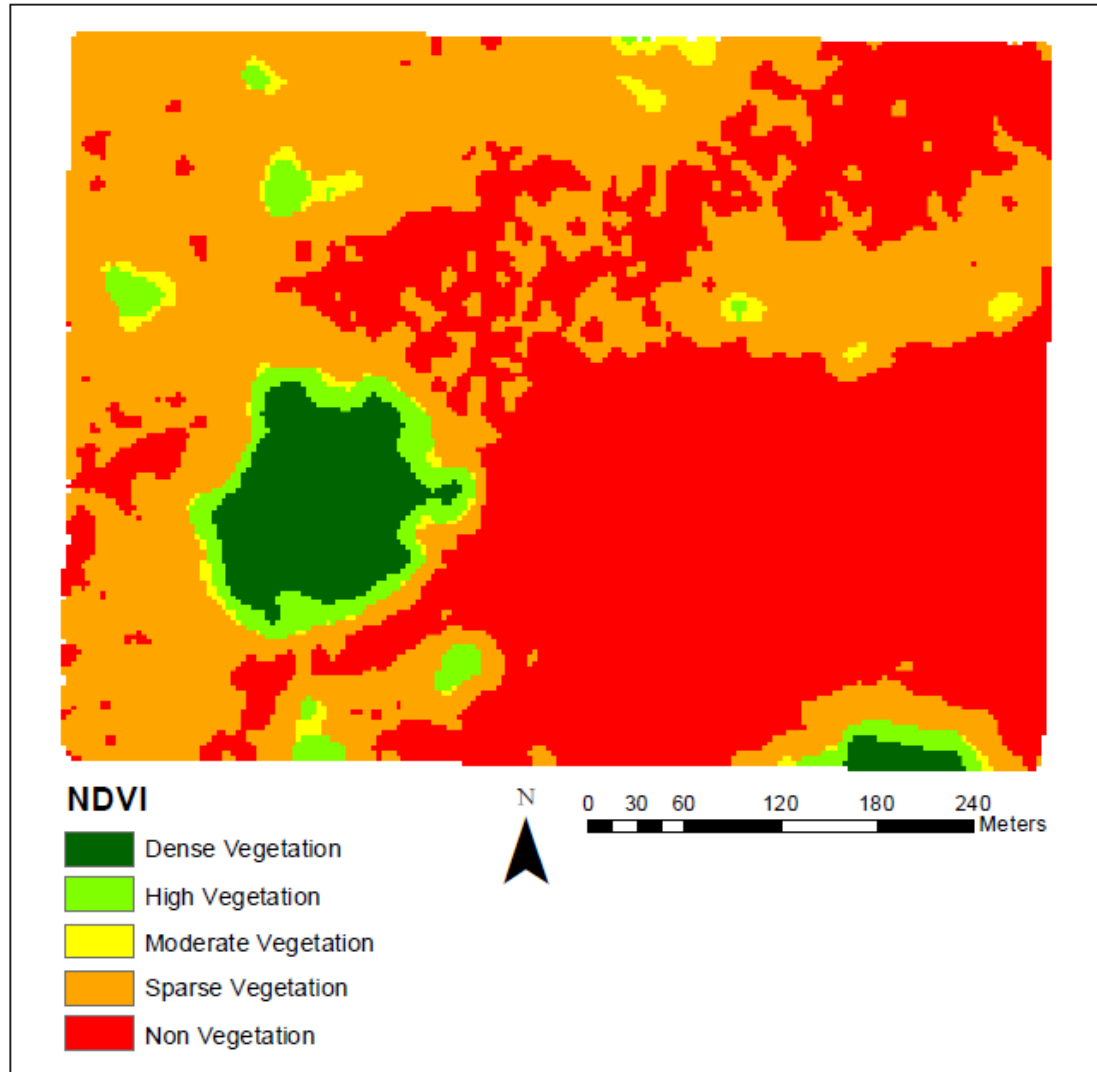 NDVI
Dense Vegetation
High Vegetation
Moderate Vegetation
Sparse Vegetation
Non Vegetation
N
0 30 60 120 180 240
Meters